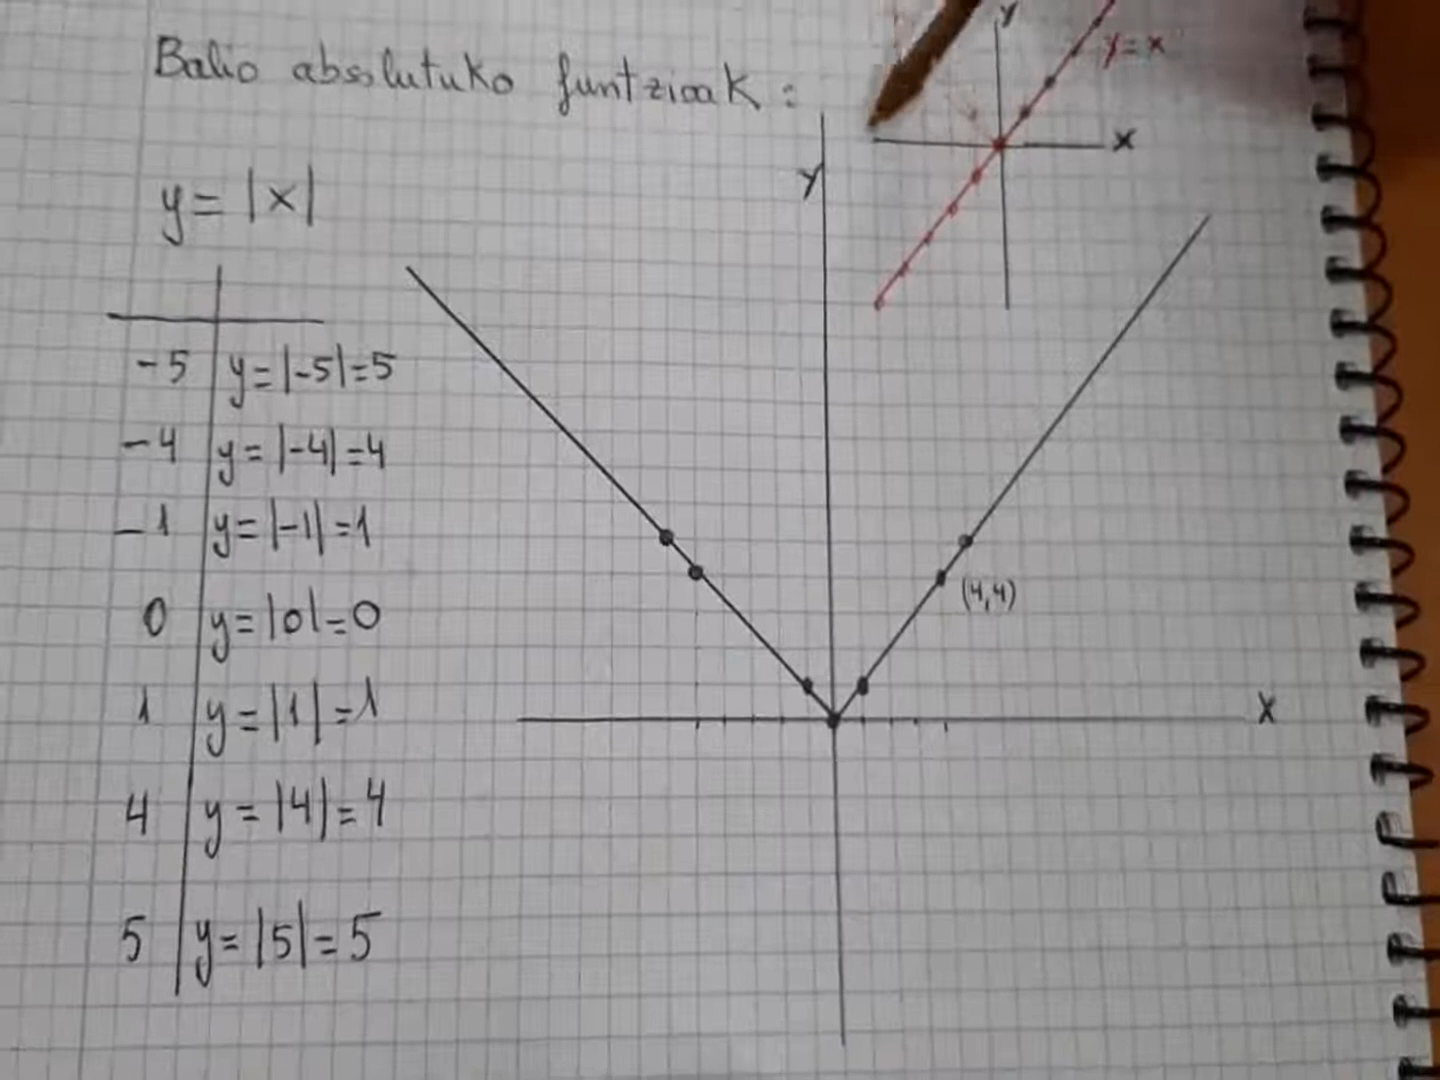 Balio absolutuko funtzioak :
y
y=x
x
y = |x|
y
-5 y=|-5|=5
-4 y=|-4|=4
-1 y=|-1|=1
(4,4)
0 y=|0|=0
1 y=|1|=1
x
4 y=|4|=4
5 y=|5|=5